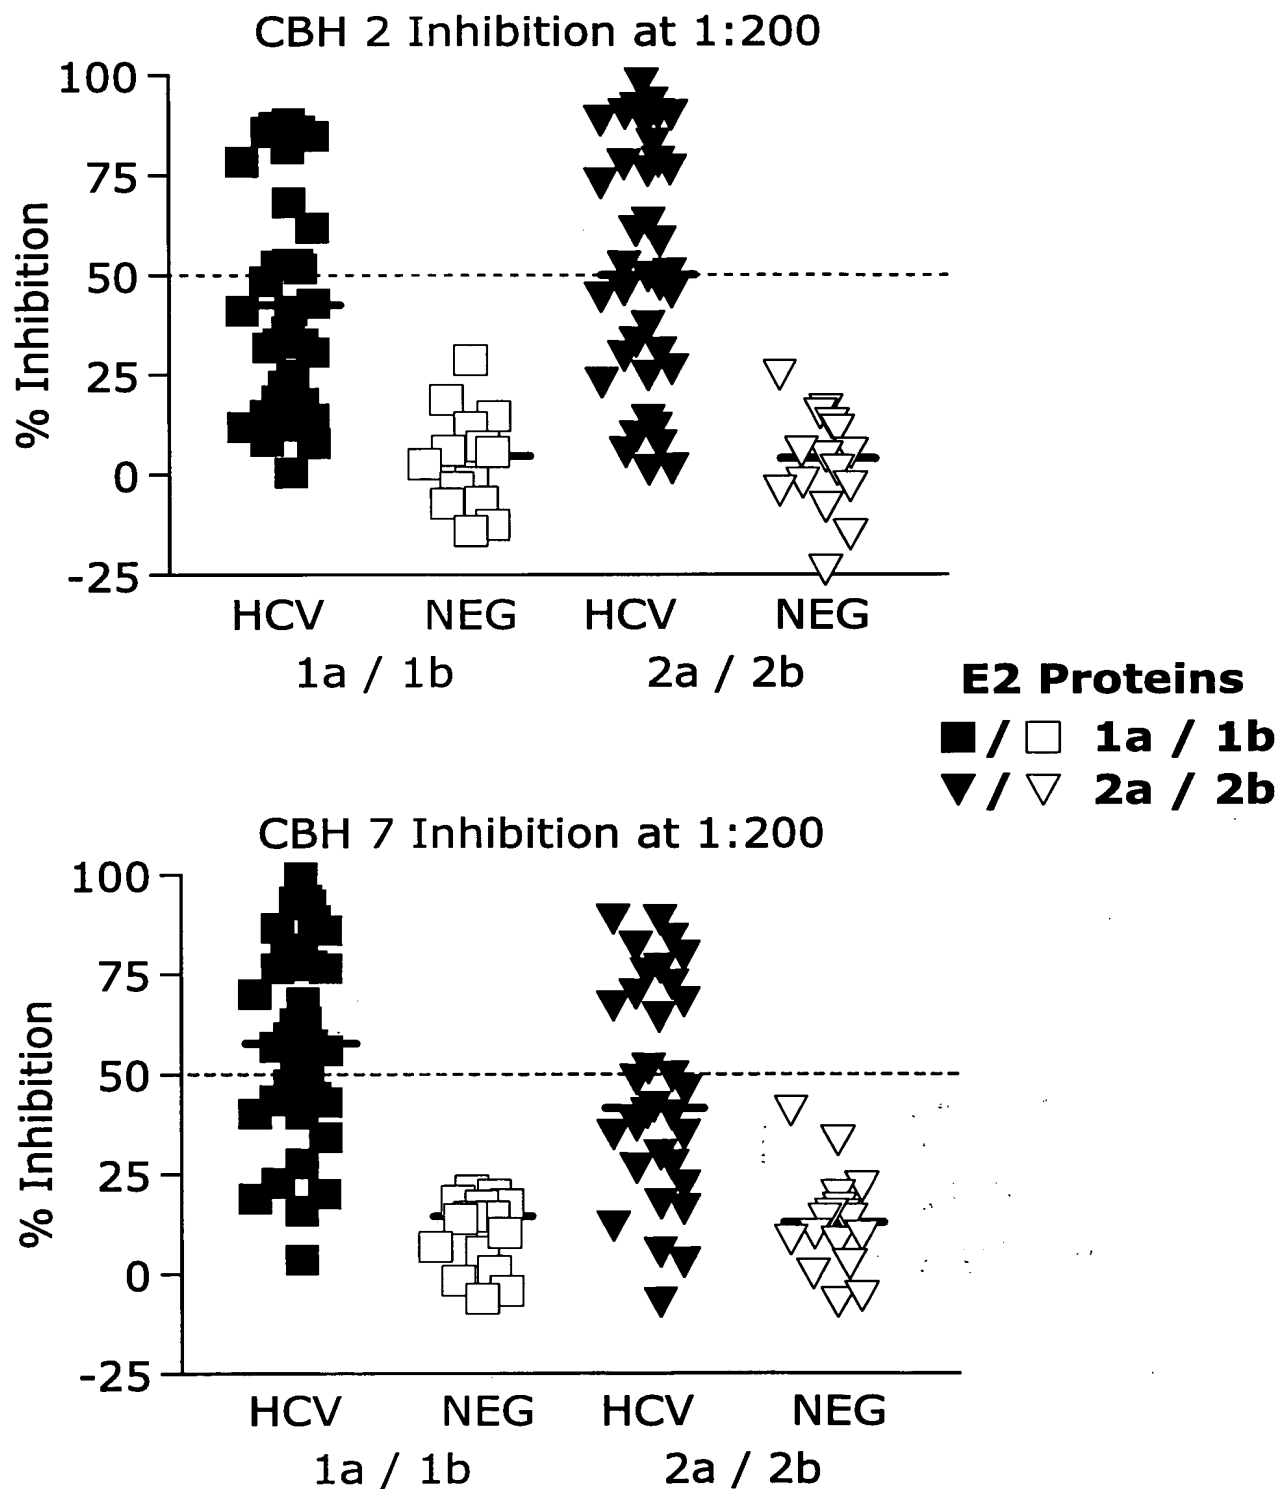 CBH 2 Inhibition at 1:200
% Inhibition
100
75
50
25
0
-25
HCV NEG HCV NEG
1a / 1b 2a / 2b
E2 Proteins
/ 1a / 1b
/ 2a / 2b
CBH 7 Inhibition at 1:200
% Inhibition
100
75
50
25
0
-25
HCV NEG HCV NEG
1a / 1b 2a / 2b